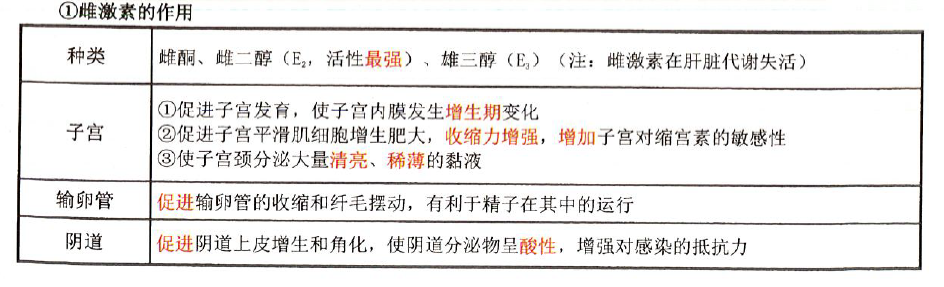 ①雌激素的作用
种类 雌酮、雌二醇（E₂，活性最强）、雄三醇（E₃）（注：雌激素在肝脏代谢失活）
①促进子宫发育，使子宫内膜发生增生期变化
子宫 ②促进子宫平滑肌细胞增生肥大，收缩力增强，增加子宫对缩宫素的敏感性
③使子宫颈分泌大量清亮、稀薄的黏液
输卵管 促进输卵管的收缩和纤毛摆动，有利于精子在其中的运行
阴道 促进阴道上皮增生和角化，使阴道分泌物呈酸性，增强对感染的抵抗力